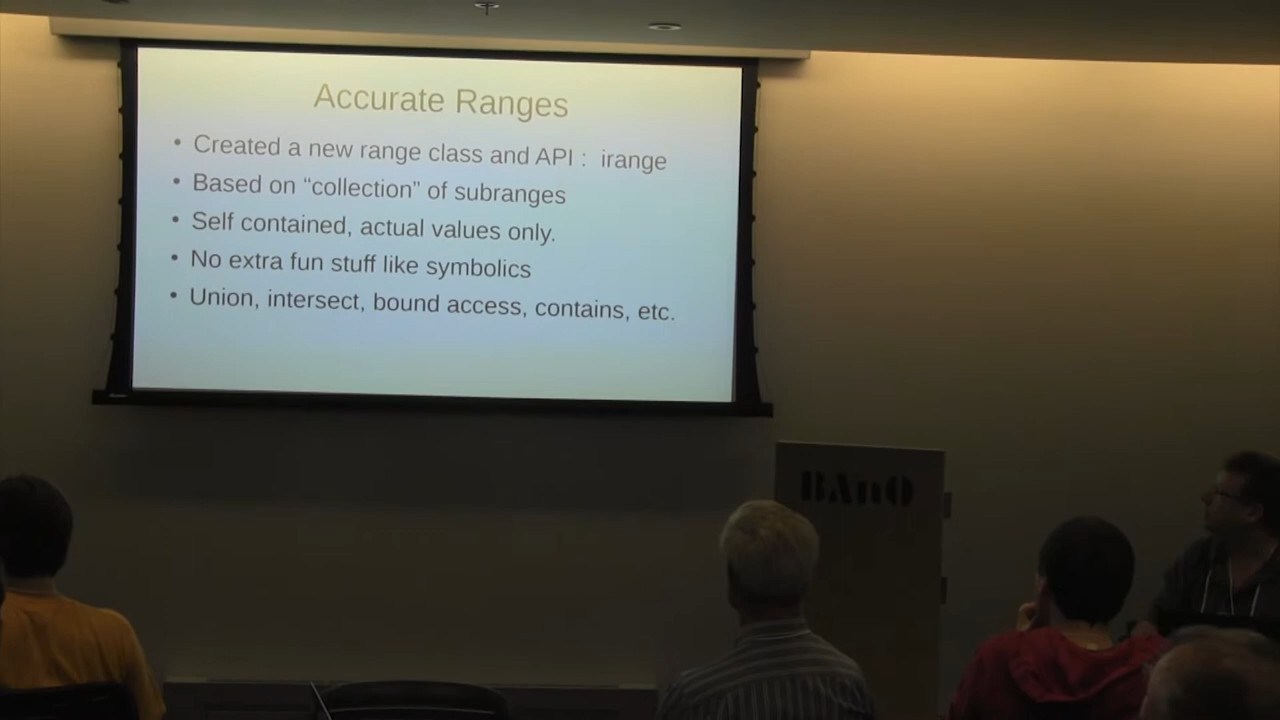 Accurate Ranges
• Created a new range class and API : irange
• Based on “collection” of subranges
• Self contained, actual values only.
• No extra fun stuff like symbolics
• Union, intersect, bound access, contains, etc.
BAnQ